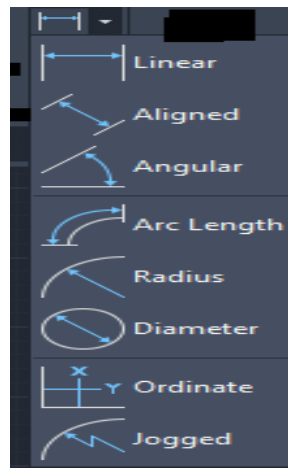 Linear
Aligned
Angular
Arc Length
Radius
Diameter
X
Y Ordinate
Jogged